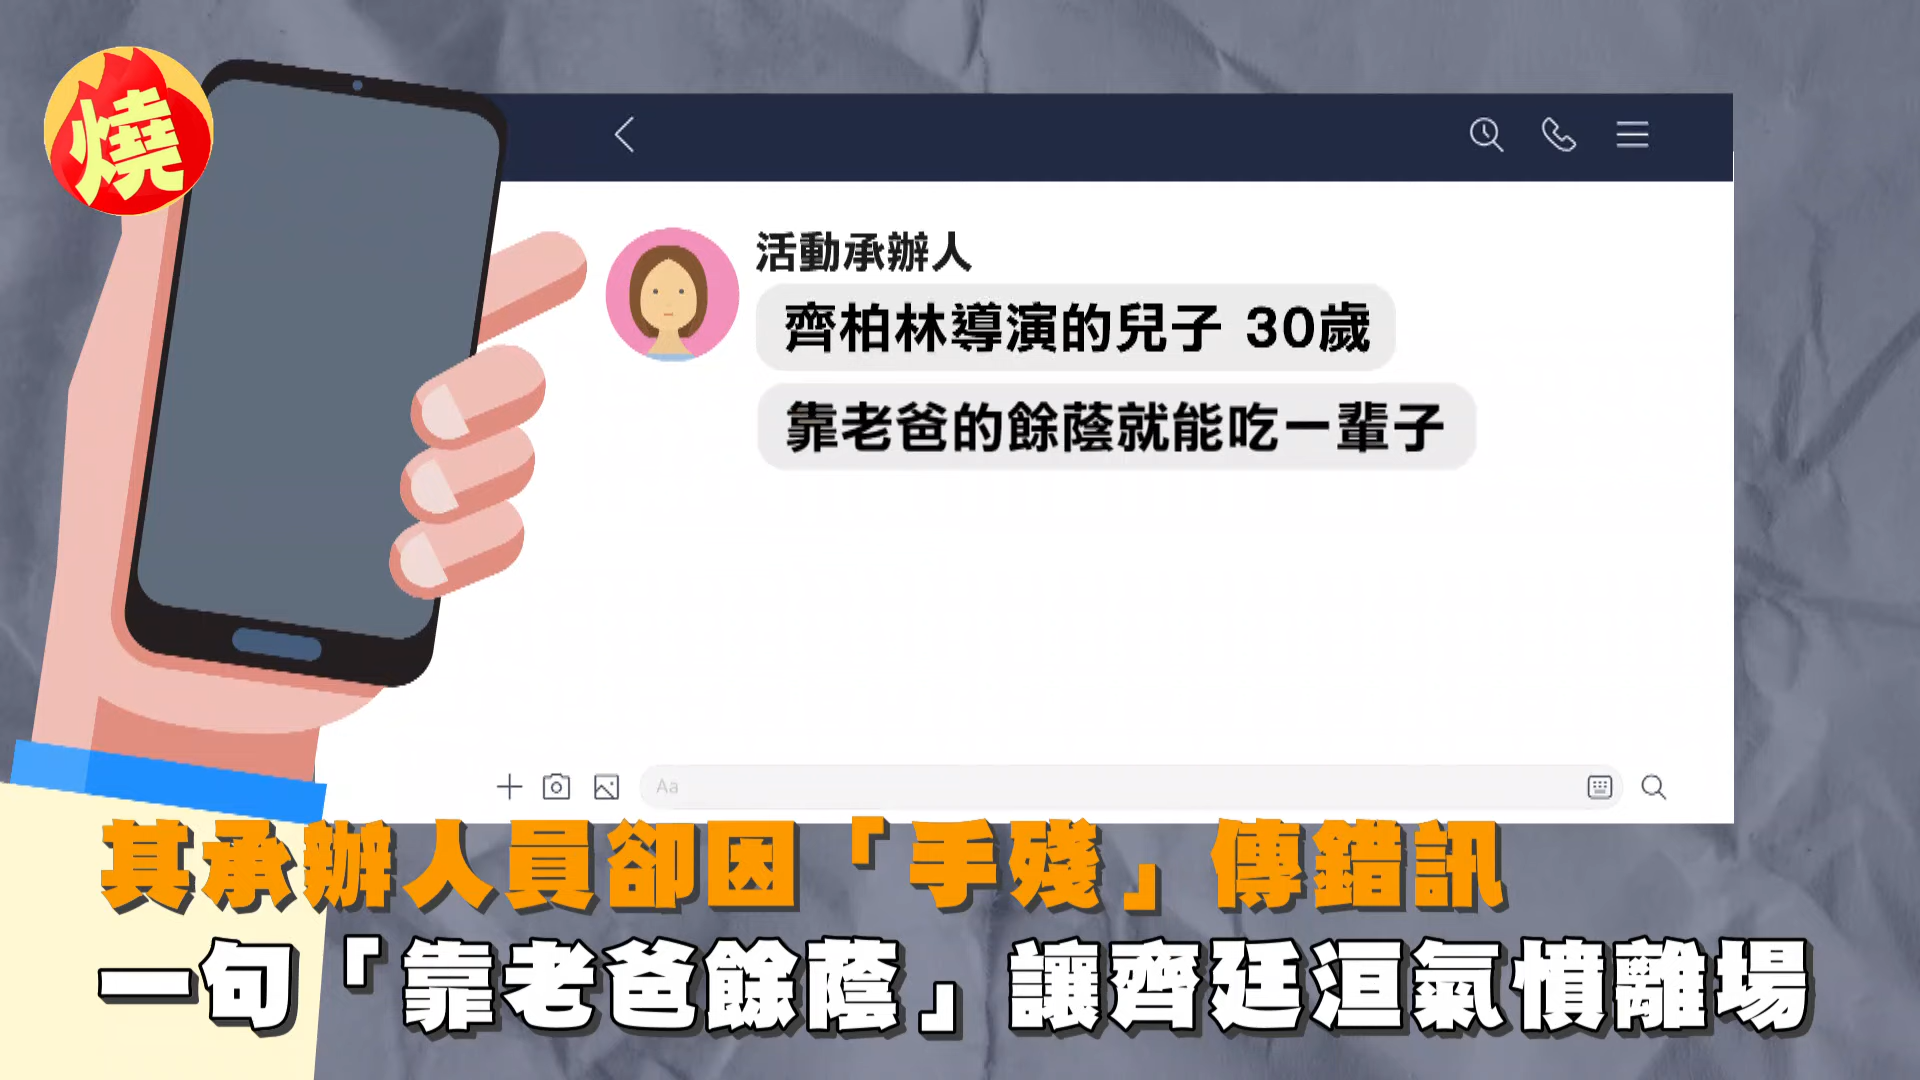 燒
活動承辦人
齊柏林導演的兒子 30歲
靠老爸的餘蔭就能吃一輩子
Aa
其承辦人員卻因「手殘」傳錯訊
一句「靠老爸餘蔭」讓齊廷洹氣憤離場